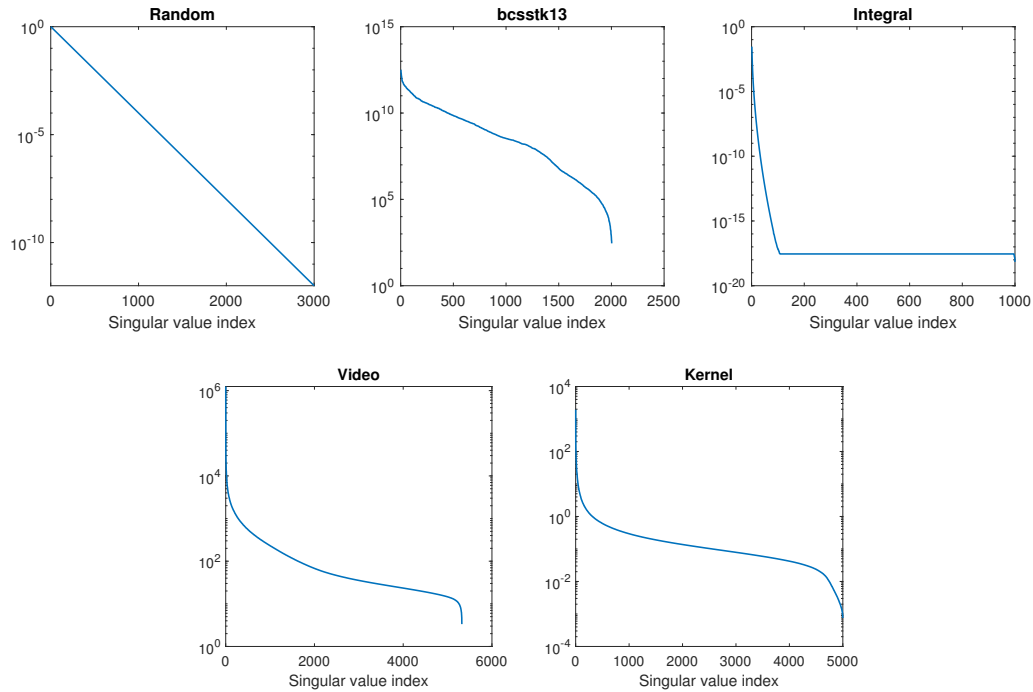 Random
10^0
10^-5
10^-10
0 1000 2000 3000
Singular value index
bcsstk13
10^15
10^10
10^5
10^0
0 500 1000 1500 2000 2500
Singular value index
Integral
10^0
10^-5
10^-10
10^-15
10^-20
0 200 400 600 800 1000
Singular value index
Video
10^6
10^4
10^2
10^0
0 2000 4000 6000
Singular value index
Kernel
10^4
10^2
10^0
10^-2
10^-4
0 1000 2000 3000 4000 5000
Singular value index